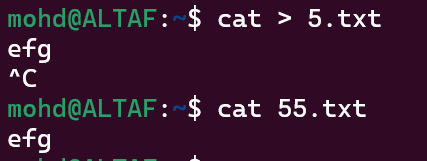 mohd@ALTAF:~$ cat > 5.txt
efg
^C
mohd@ALTAF:~$ cat 55.txt
efg